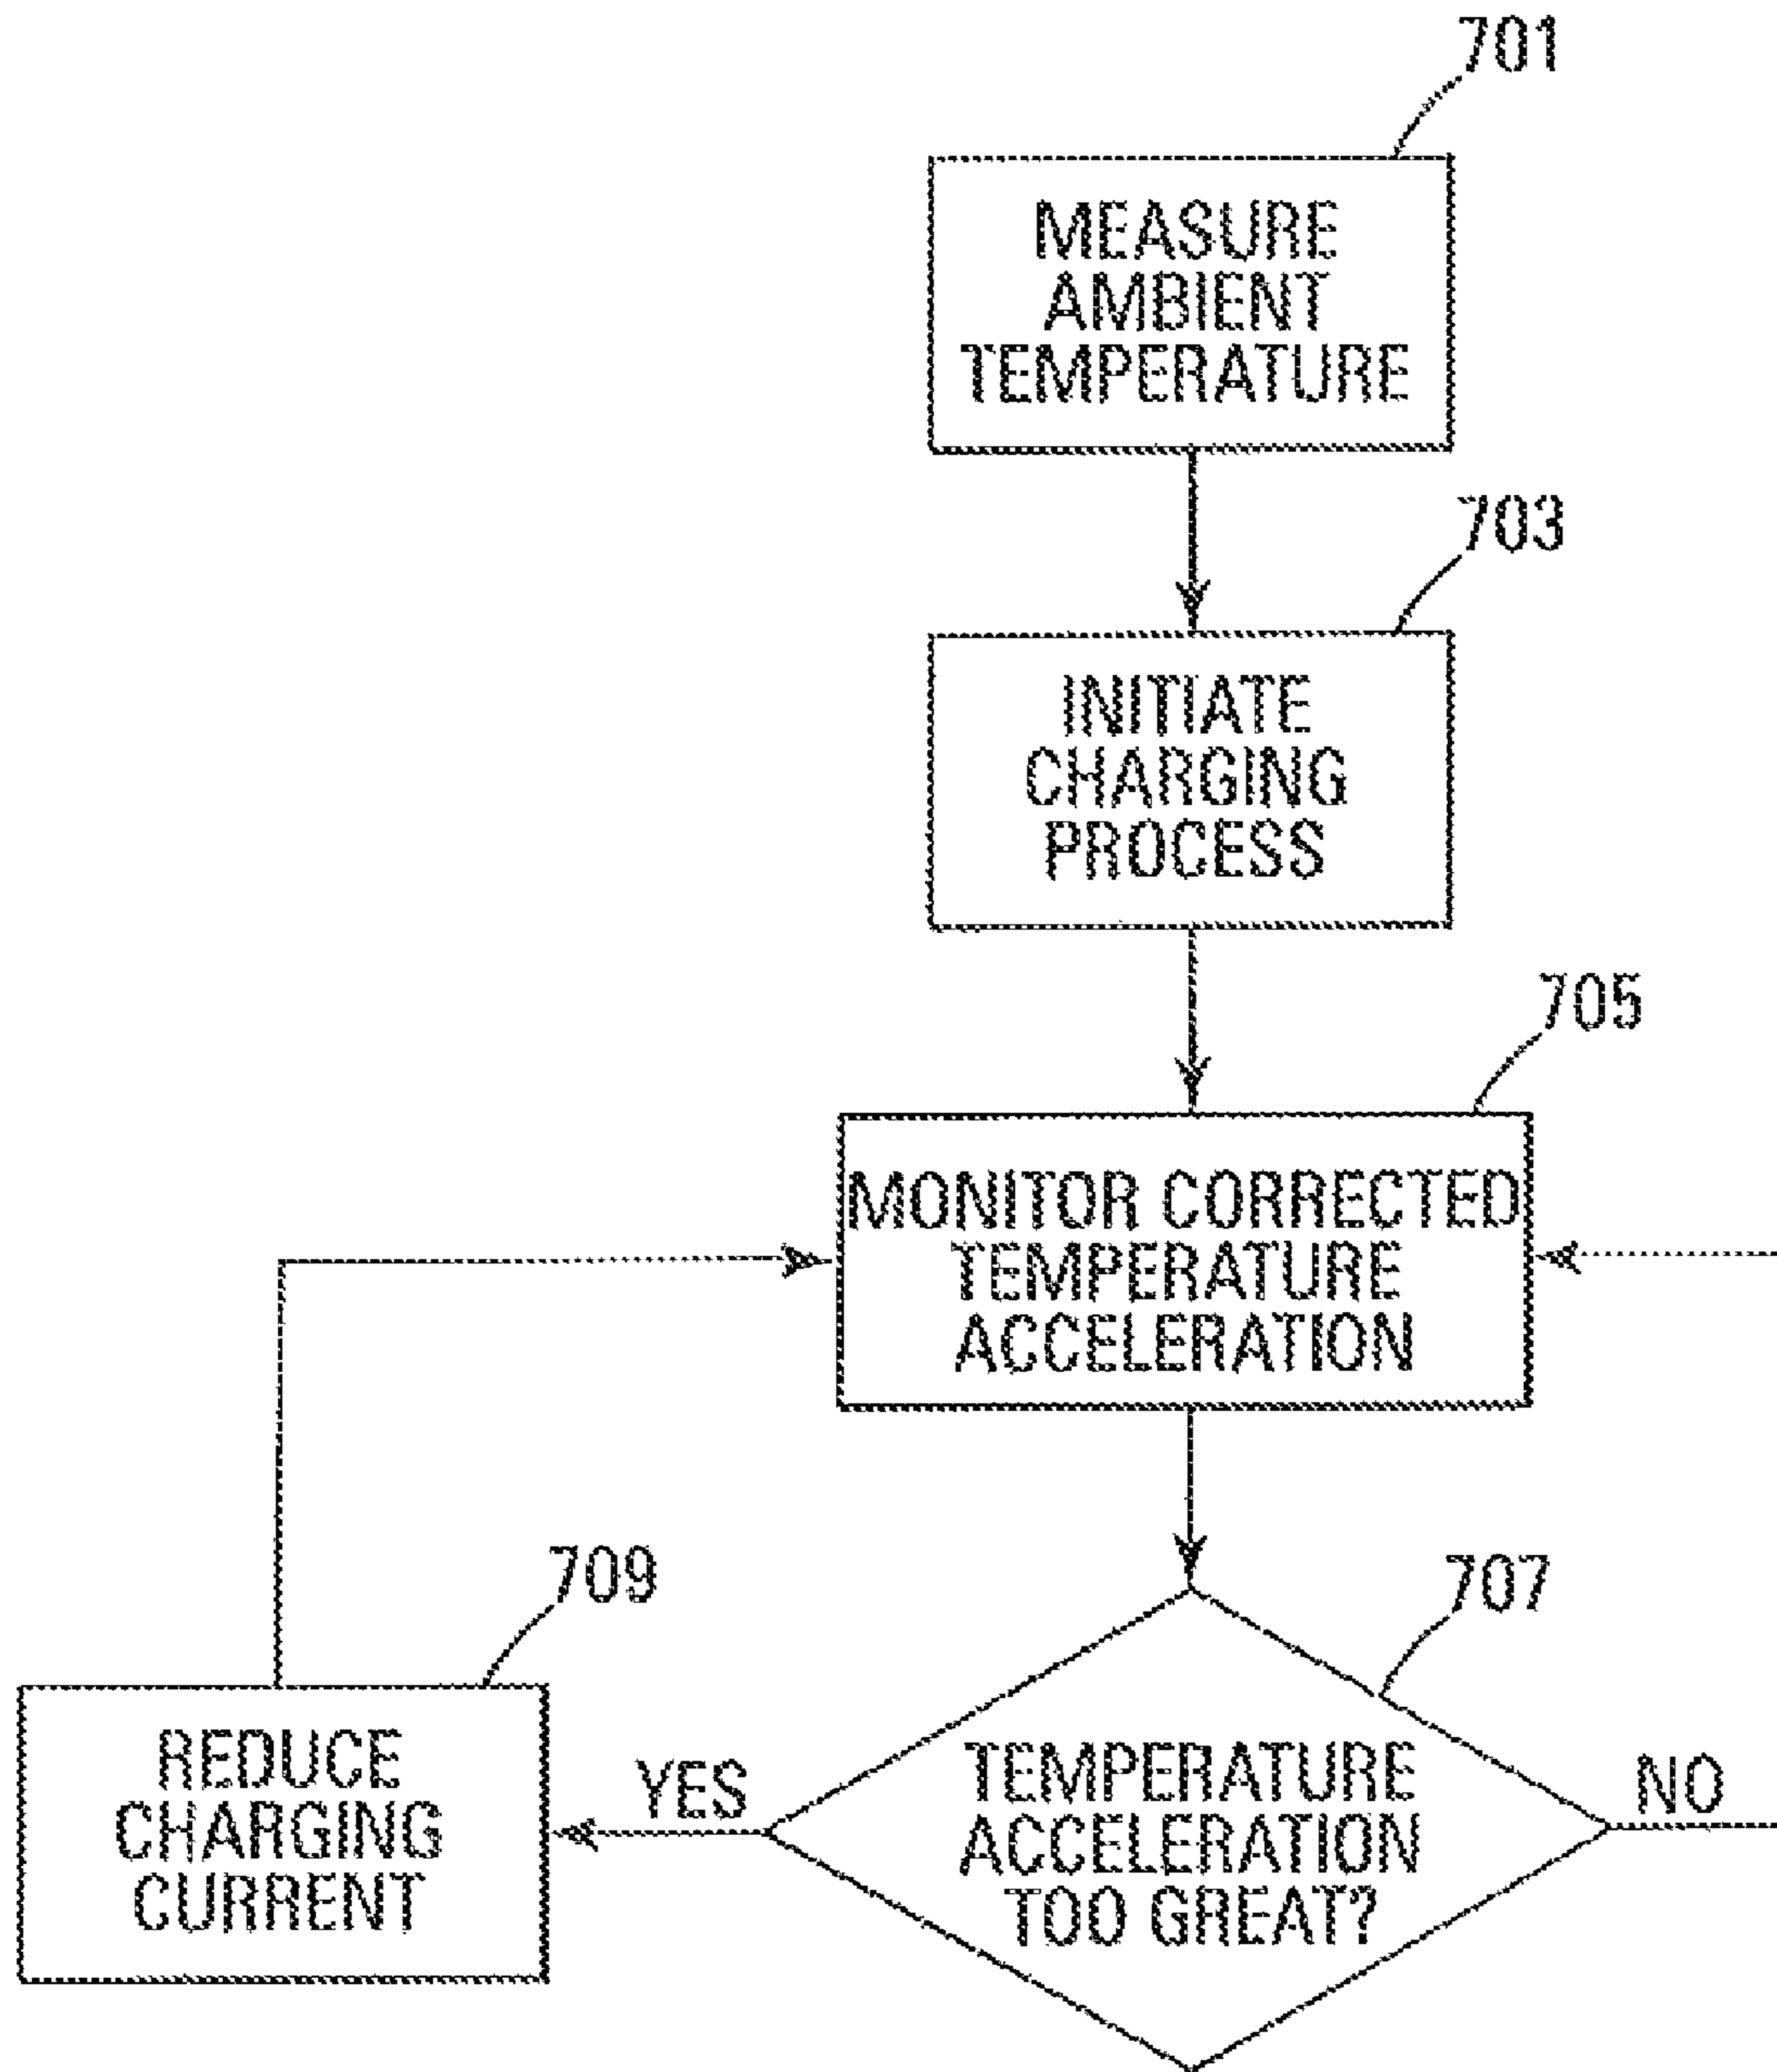 701
MEASURE
AMBIENT
TEMPERATURE
703
INITIATE
CHARGING
PROCESS
705
MONITOR CORRECTED
TEMPERATURE
ACCELERATION
709
707
REDUCE
CHARGING
CURRENT
YES
TEMPERATURE
ACCELERATION
TOO GREAT?
NO